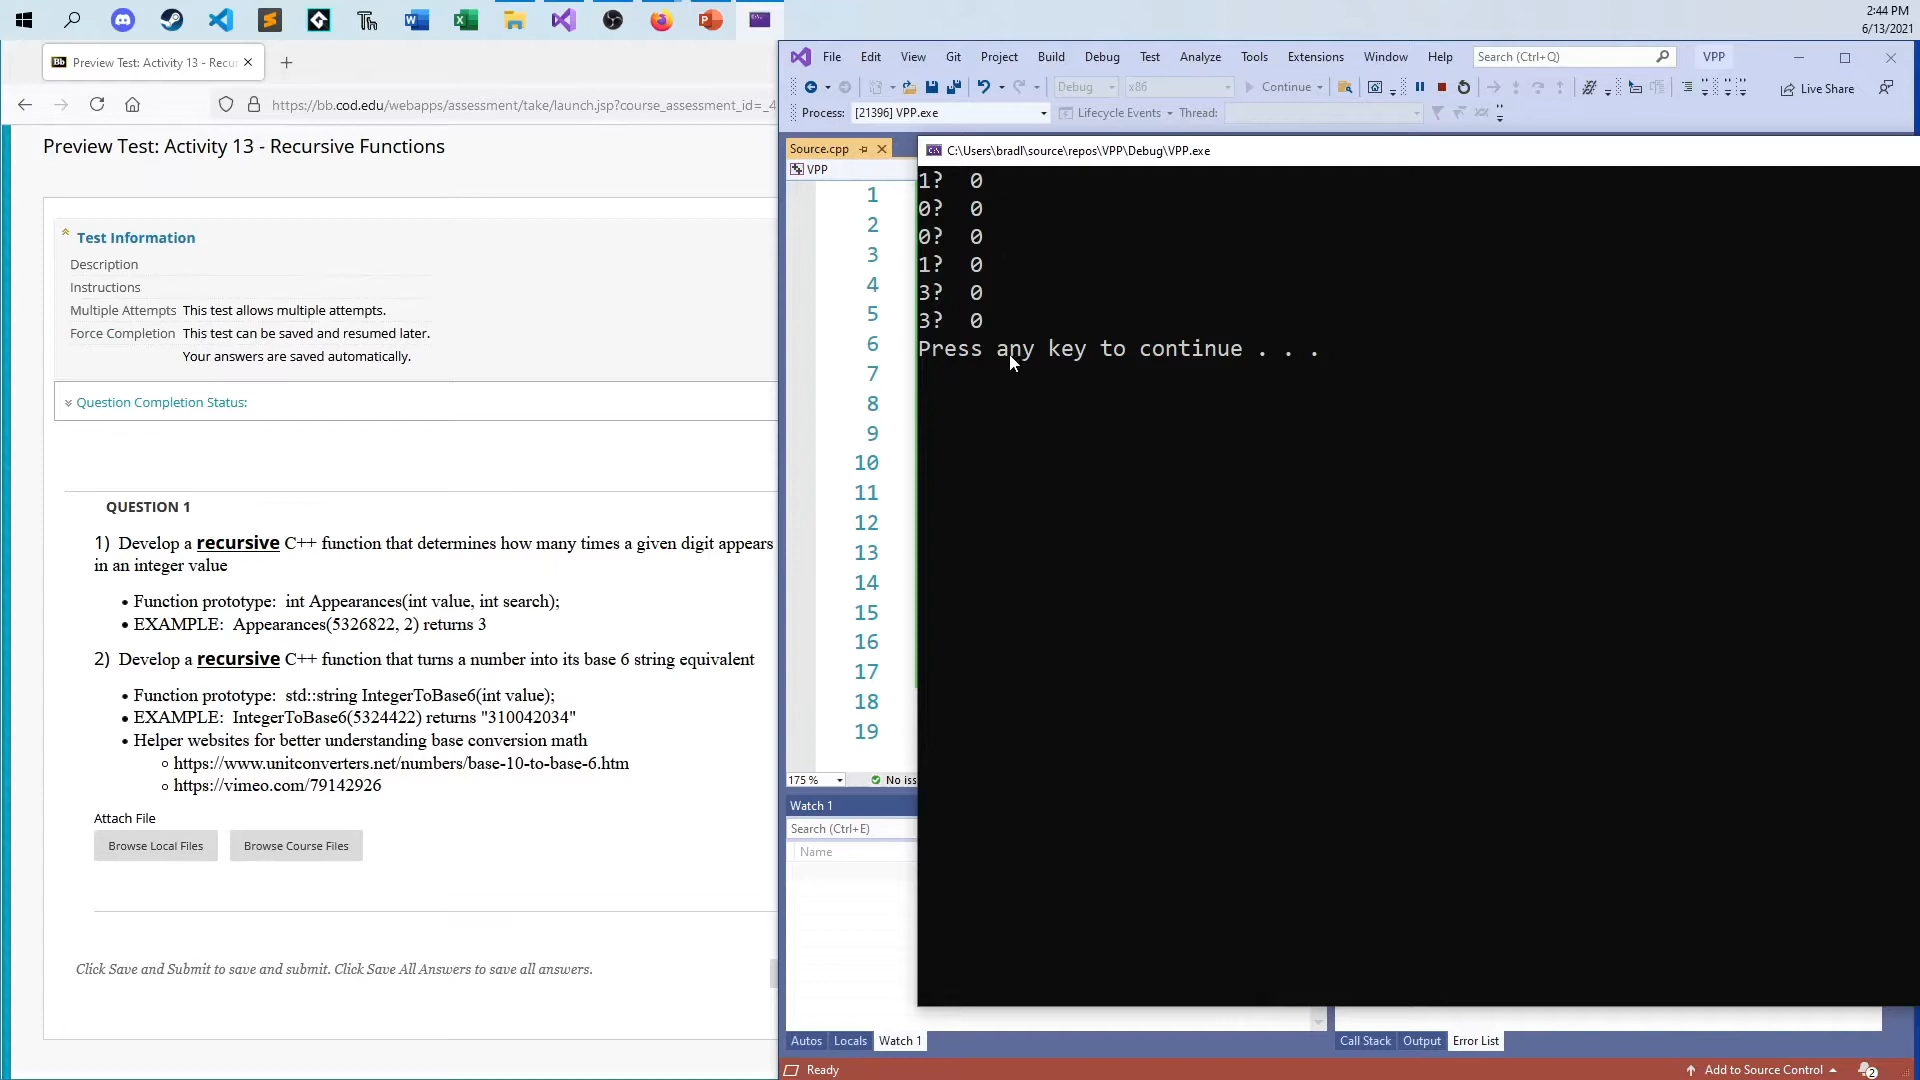 2:44 PM
6/13/2021
Preview Test: Activity 13 - Recur
https://bb.cod.edu/webapps/assessment/take/launch.jsp?course_assessment_id=_4
Preview Test: Activity 13 - Recursive Functions
Test Information
Description
Instructions
Multiple Attempts This test allows multiple attempts.
Force Completion This test can be saved and resumed later.
Your answers are saved automatically.
Question Completion Status:
QUESTION 1
1) Develop a recursive C++ function that determines how many times a given digit appears
in an integer value
• Function prototype: int Appearances(int value, int search);
• EXAMPLE: Appearances(5326822, 2) returns 3
2) Develop a recursive C++ function that turns a number into its base 6 string equivalent
• Function prototype: std::string IntegerToBase6(int value);
• EXAMPLE: IntegerToBase6(5324422) returns "310042034"
• Helper websites for better understanding base conversion math
○ https://www.unitconverters.net/numbers/base-10-to-base-6.htm
○ https://vimeo.com/79142926
Attach File
Browse Local Files Browse Course Files
Click Save and Submit to save and submit. Click Save All Answers to save all answers.
File Edit View Git Project Build Debug Test Analyze Tools Extensions Window Help Search (Ctrl+Q) VPP
Debug x86 Continue Live Share
Process: [21396] VPP.exe Lifecycle Events Thread:
Source.cpp
VPP
C:\Users\bradl\source\repos\VPP\Debug\VPP.exe
1
2
3
4
5
6
7
8
9
10
11
12
13
14
15
16
17
18
19
1? 0
0? 0
0? 0
1? 0
3? 0
3? 0
Press any key to continue . . .
175 % No iss
Watch 1
Search (Ctrl+E)
Name
Autos Locals Watch 1
Call Stack Output Error List
Ready
Add to Source Control 2